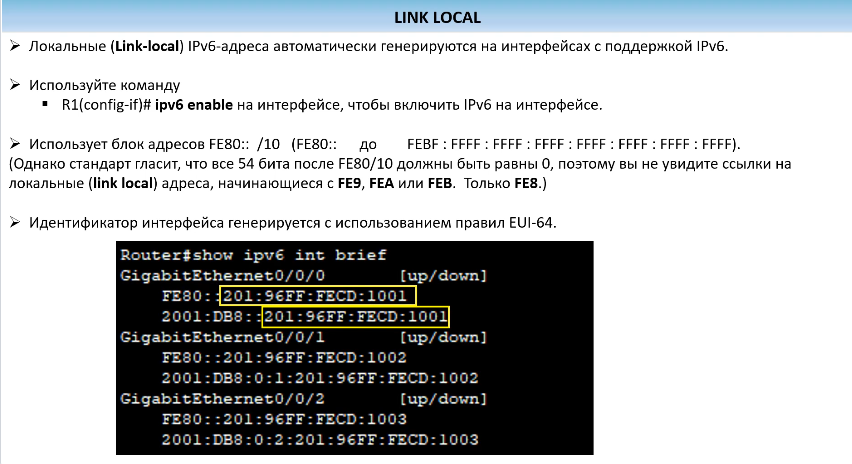 LINK LOCAL
➢ Локальные (Link-local) IPv6-адреса автоматически генерируются на интерфейсах с поддержкой IPv6.
➢ Используйте команду
▪ R1(config-if)# ipv6 enable на интерфейсе, чтобы включить IPv6 на интерфейсе.
➢ Использует блок адресов FE80:: /10 (FE80:: до FEBF : FFFF : FFFF : FFFF : FFFF : FFFF : FFFF : FFFF).
(Однако стандарт гласит, что все 54 бита после FE80/10 должны быть равны 0, поэтому вы не увидите ссылки на
локальные (link local) адреса, начинающиеся с FE9, FEA или FEB. Только FE8.)
➢ Идентификатор интерфейса генерируется с использованием правил EUI-64.
Router#show ipv6 int brief
GigabitEthernet0/0/0 [up/down]
FE80::201:96FF:FECD:1001
2001:DB8::201:96FF:FECD:1001
GigabitEthernet0/0/1 [up/down]
FE80::201:96FF:FECD:1002
2001:DB8:0:1:201:96FF:FECD:1002
GigabitEthernet0/0/2 [up/down]
FE80::201:96FF:FECD:1003
2001:DB8:0:2:201:96FF:FECD:1003